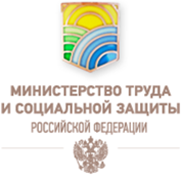 МИНИСТЕРСТВО ТРУДА
И СОЦИАЛЬНОЙ ЗАЩИТЫ
РОССИЙСКОЙ ФЕДЕРАЦИИ